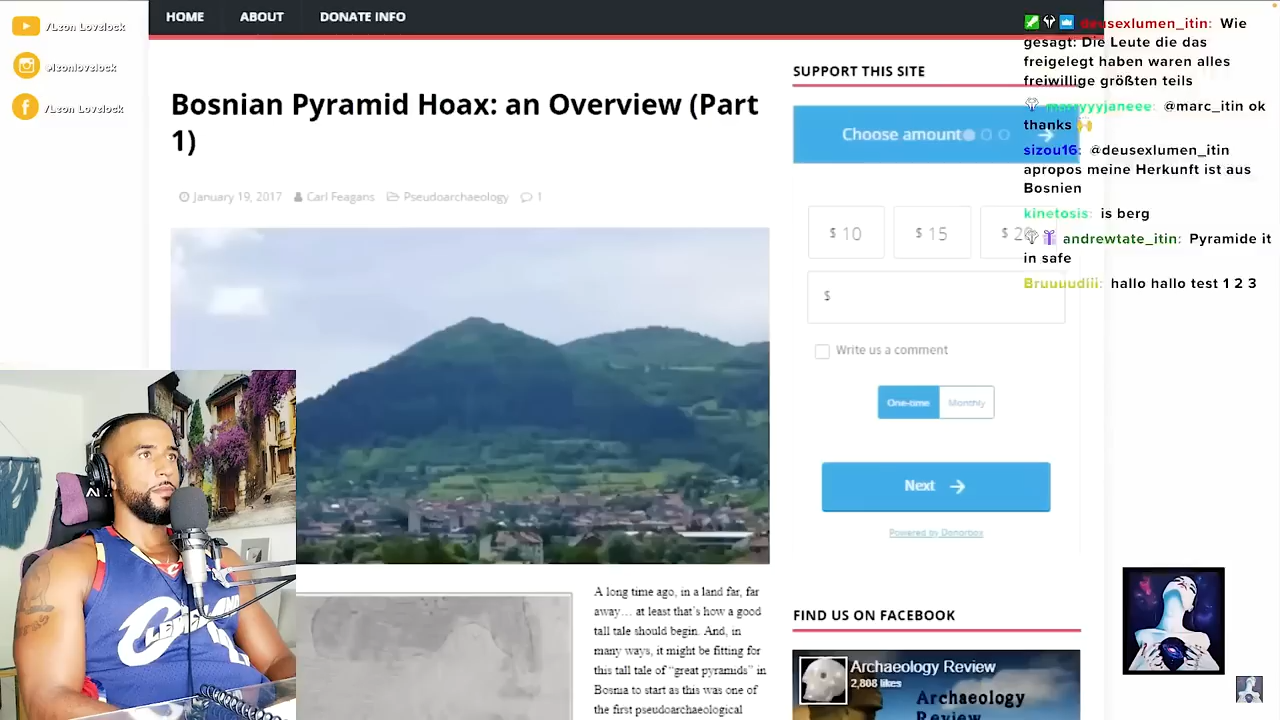 /Leon Lovelock
@leonlovelock
/Leon Lovelock
HOME
ABOUT
DONATE INFO
Bosnian Pyramid Hoax: an Overview (Part
1)
January 19, 2017
Carl Feagans
Pseudoarchaeology
1
A long time ago, in a land far, far
away… at least that's how a good
tall tale should begin. And, in
many ways, it might be fitting for
this tall tale of "great pyramids" in
Bosnia to start as this was one of
the first pseudoarchaeological
SUPPORT THIS SITE
Choose amount
$ 10
$ 15
$ 20
$
Write us a comment
One-time
Monthly
Next
Powered by Donorbox
FIND US ON FACEBOOK
Archaeology Review
2,808 likes
Archaeology
Review
deusexlumen_itin: Wie
gesagt: Die Leute die das
freigelegt haben waren alles
freiwillige größten teils
marryyyjaneee: @marc_itin ok
thanks 🙌
sizou16: @deusexlumen_itin
apropos meine Herkunft ist aus
Bosnien
kinetosis: is berg
andrewtate_itin: Pyramide it
in safe
Bruuuudiii: hallo hallo test 1 2 3